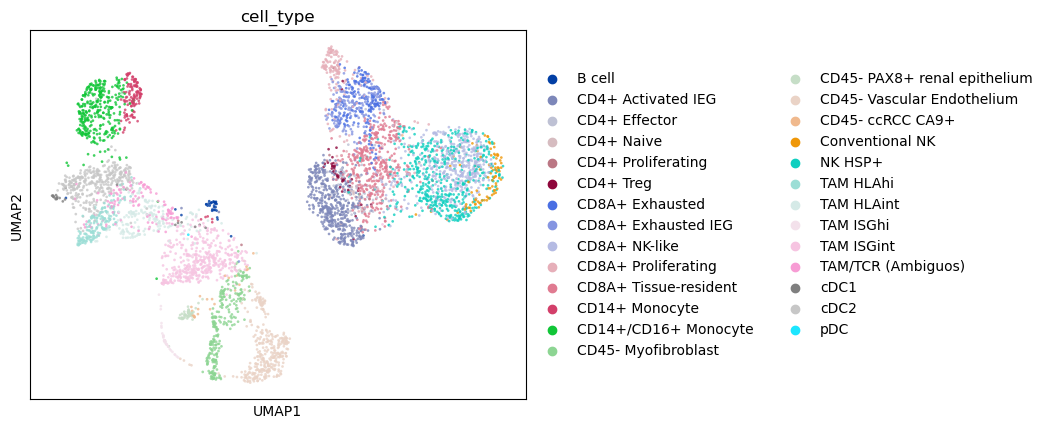 cell_type
UMAP2
UMAP1
B cell
CD4+ Activated IEG
CD4+ Effector
CD4+ Naive
CD4+ Proliferating
CD4+ Treg
CD8A+ Exhausted
CD8A+ Exhausted IEG
CD8A+ NK-like
CD8A+ Proliferating
CD8A+ Tissue-resident
CD14+ Monocyte
CD14+/CD16+ Monocyte
CD45- Myofibroblast
CD45- PAX8+ renal epithelium
CD45- Vascular Endothelium
CD45- ccRCC CA9+
Conventional NK
NK HSP+
TAM HLAhi
TAM HLAint
TAM ISGhi
TAM ISGint
TAM/TCR (Ambiguos)
cDC1
cDC2
pDC